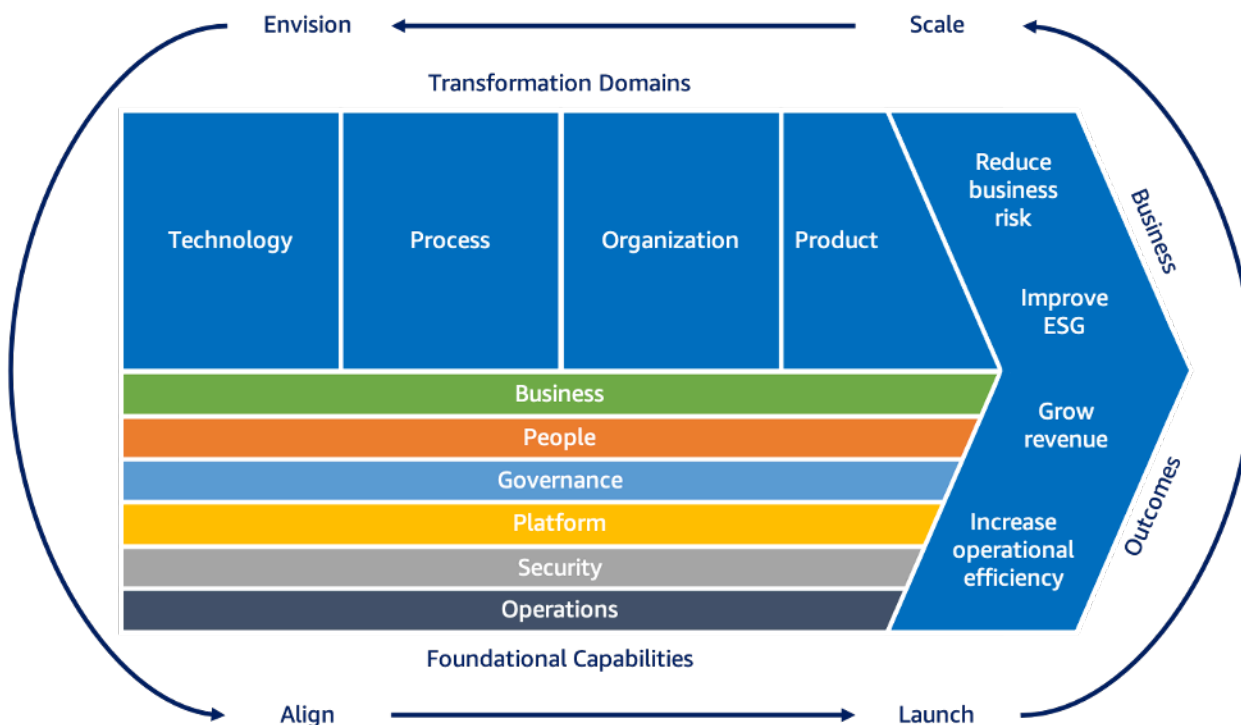 Envision
Scale
Transformation Domains
Technology
Process
Organization
Product
Reduce
business
risk
Improve
ESG
Grow
revenue
Increase
operational
efficiency
Business
Outcomes
Business
People
Governance
Platform
Security
Operations
Foundational Capabilities
Align
Launch